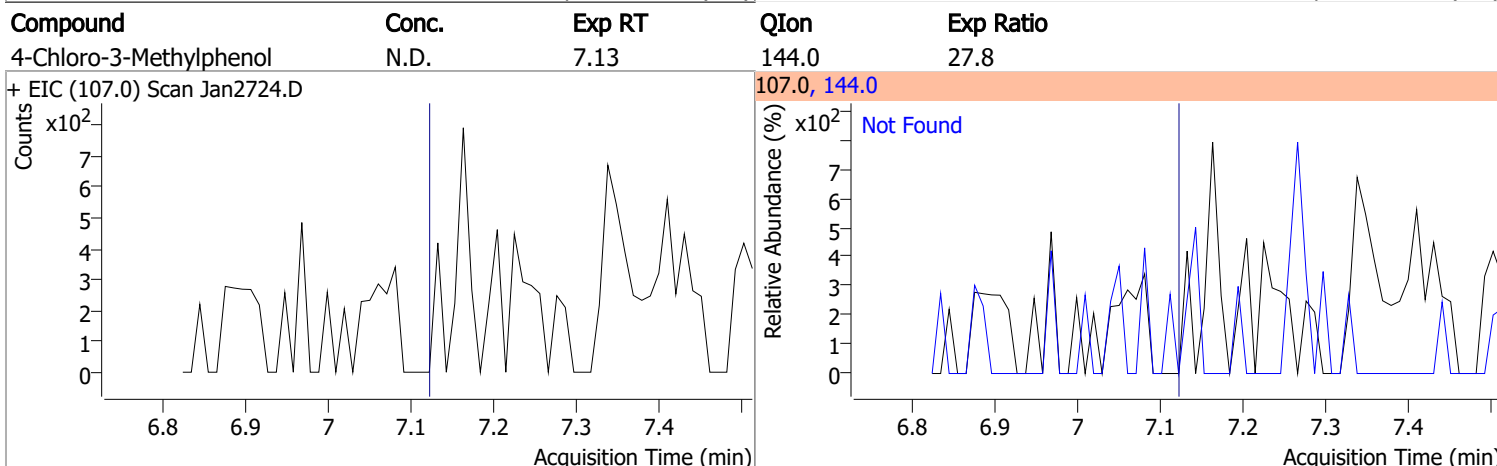 Compound Conc. Exp RT QIon Exp Ratio
4-Chloro-3-Methylphenol N.D. 7.13 144.0 27.8
+ EIC (107.0) Scan Jan2724.D
Counts
x10²
7
6
5
4
3
2
1
0
6.8 6.9 7 7.1 7.2 7.3 7.4
Acquisition Time (min)
107.0, 144.0
Relative Abundance (%)
x10²
Not Found
7
6
5
4
3
2
1
0
6.8 6.9 7 7.1 7.2 7.3 7.4
Acquisition Time (min)